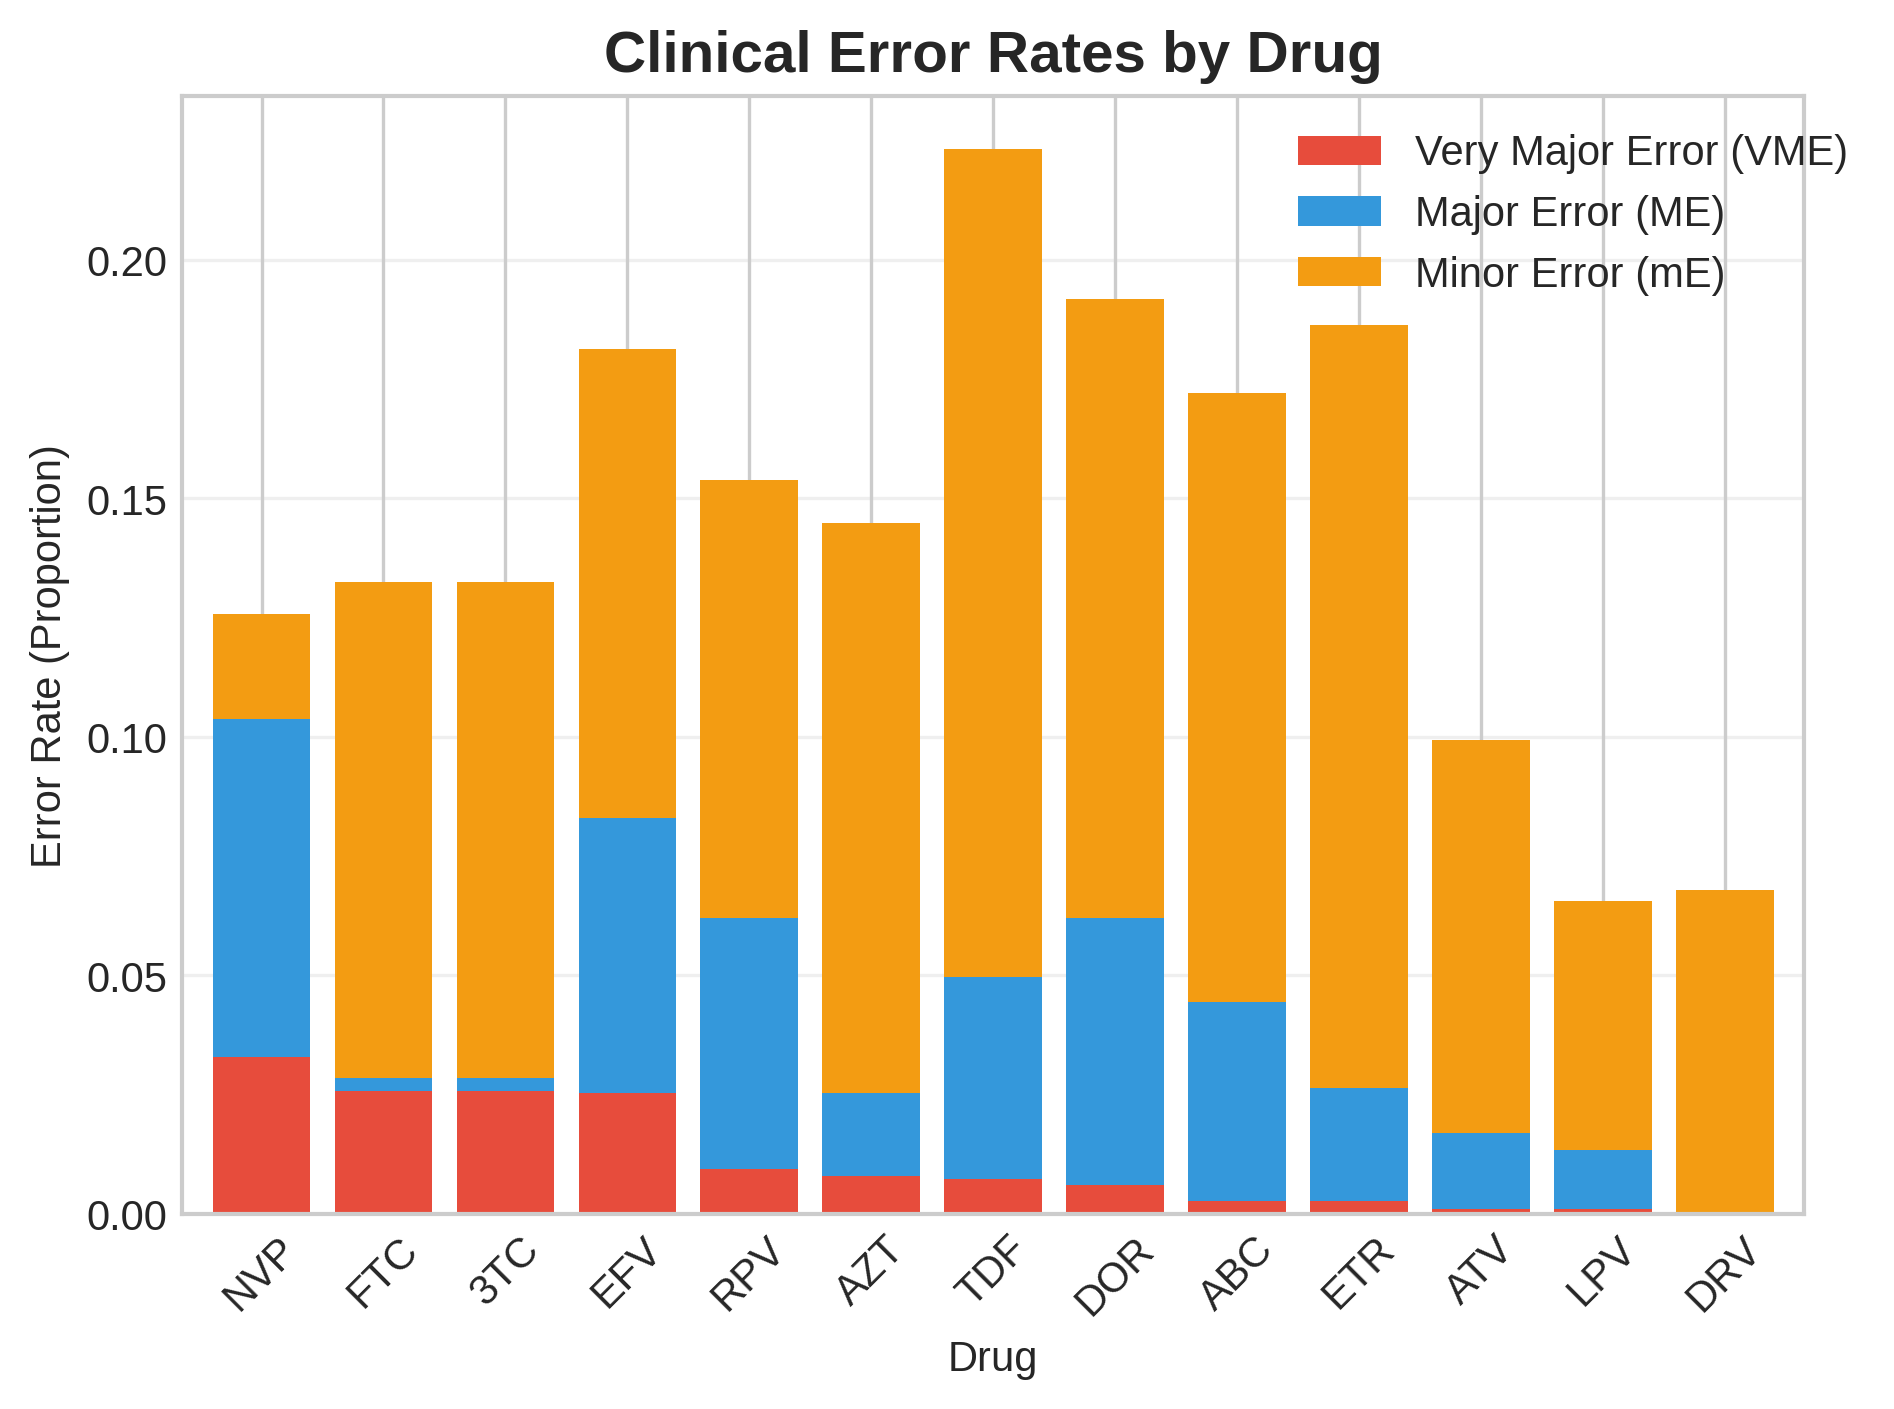 Clinical Error Rates by Drug
Very Major Error (VME)
Major Error (ME)
Minor Error (mE)
Error Rate (Proportion)
0.20
0.15
0.10
0.05
0.00
NVP
FTC
3TC
EFV
RPV
AZT
TDF
DOR
ABC
ETR
ATV
LPV
DRV
Drug